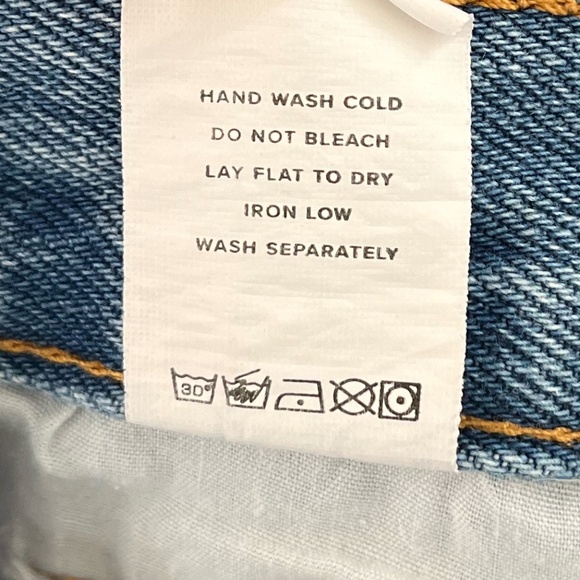 HAND WASH COLD
DO NOT BLEACH
LAY FLAT TO DRY
IRON LOW
WASH SEPARATELY
30°